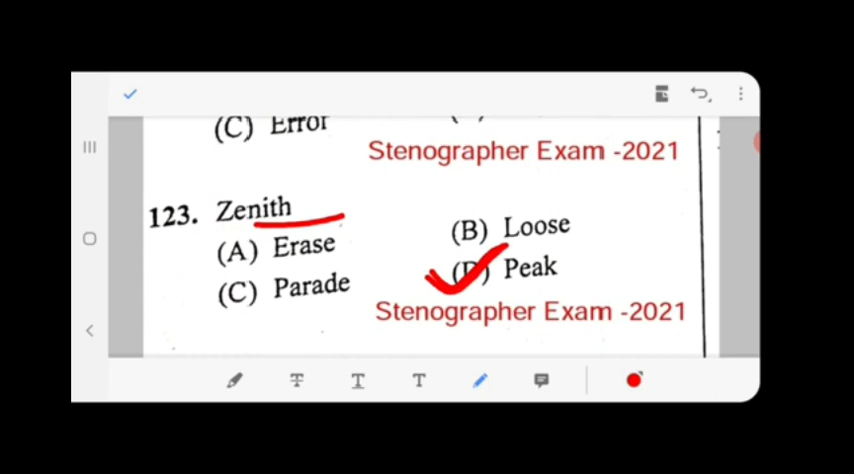 (C) Error
Stenographer Exam -2021
123. Zenith
(A) Erase
(B) Loose
(C) Parade
(D) Peak
Stenographer Exam -2021
T T T